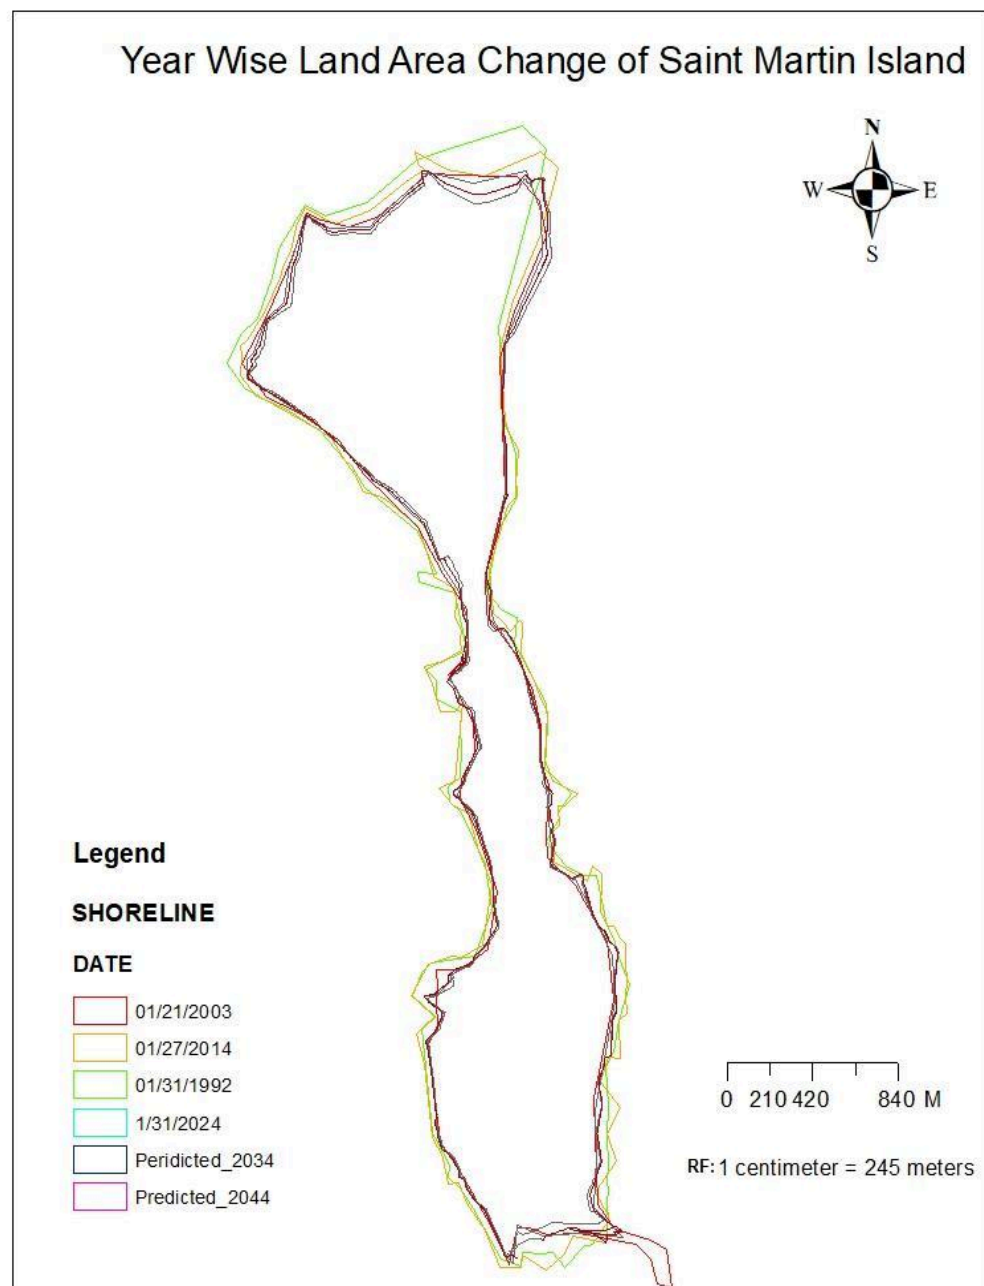 Year Wise Land Area Change of Saint Martin Island
N
W E
S
Legend
SHORELINE
DATE
01/21/2003
01/27/2014
01/31/1992
1/31/2024
Peridicted_2034
Predicted_2044
0 210 420 840 M
RF: 1 centimeter = 245 meters